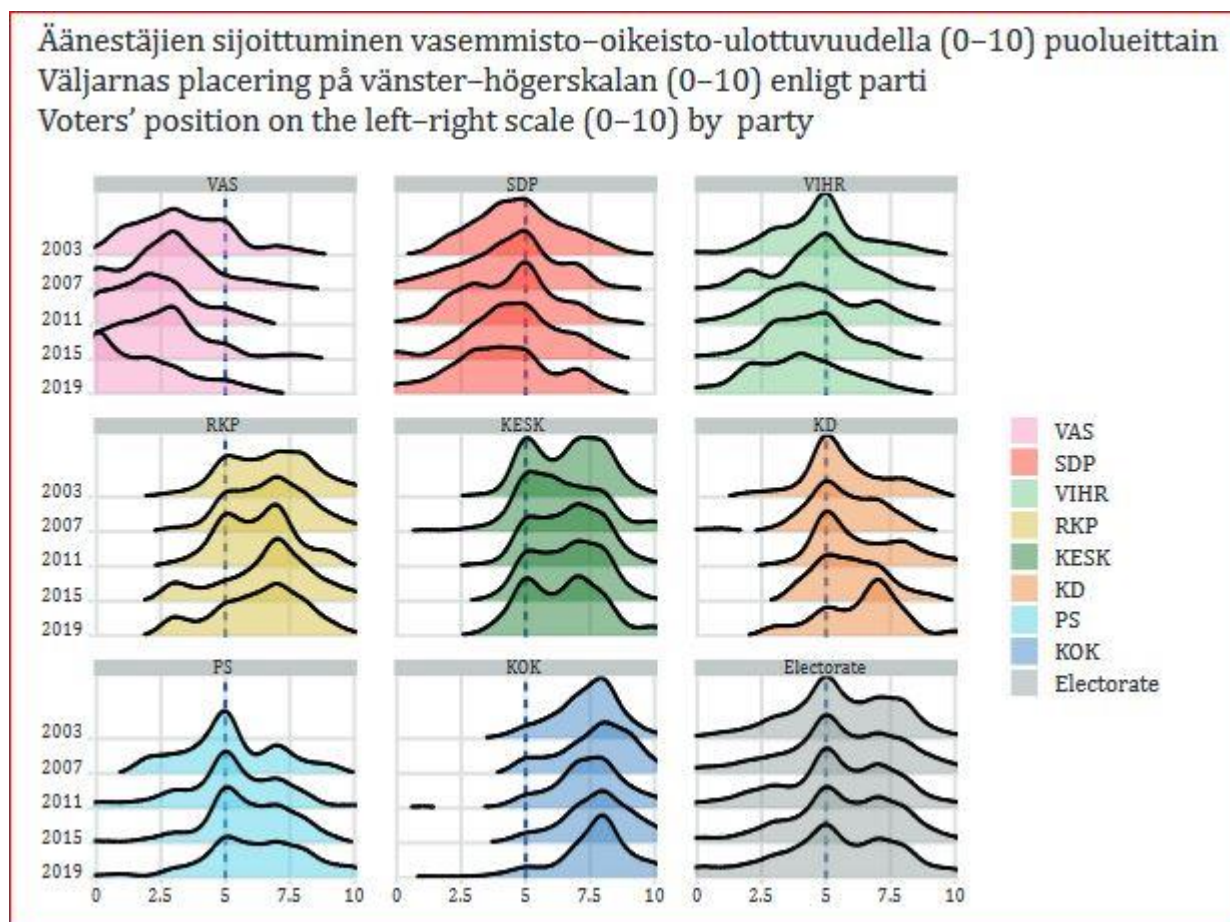 Äänestäjien sijoittuminen vasemmisto–oikeisto-ulottuvuudella (0–10) puolueittain
Väljarnas placering på vänster–högerskalan (0–10) enligt parti
Voters’ position on the left–right scale (0–10) by party
VAS SDP VIHR
2003
2007
2011
2015
2019
RKP KESK KD
2003
2007
2011
2015
2019
PS KOK Electorate
2003
2007
2011
2015
2019
0 2.5 5 7.5 10 0 2.5 5 7.5 10 0 2.5 5 7.5 10
VAS
SDP
VIHR
RKP
KESK
KD
PS
KOK
Electorate